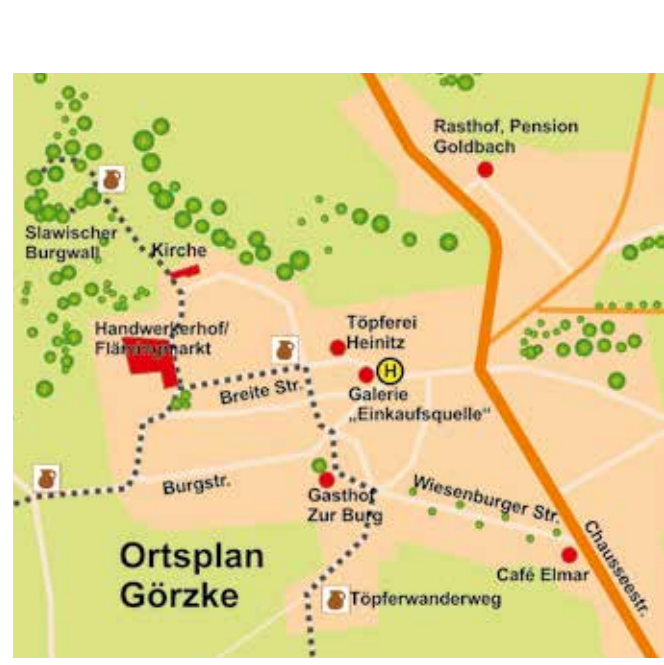 Rasthof, Pension
Goldbach
Slawischer
Burgwall
Kirche
Handwerkerhof/
Flämingmarkt
Töpferei
Heinitz
H
Breite Str.
Galerie
„Einkaufsquelle“
Burgstr.
Gasthof
Zur Burg
Wiesenburger Str.
Chausseestr.
Café Elmar
Ortsplan
Görzke
Töpferwanderweg